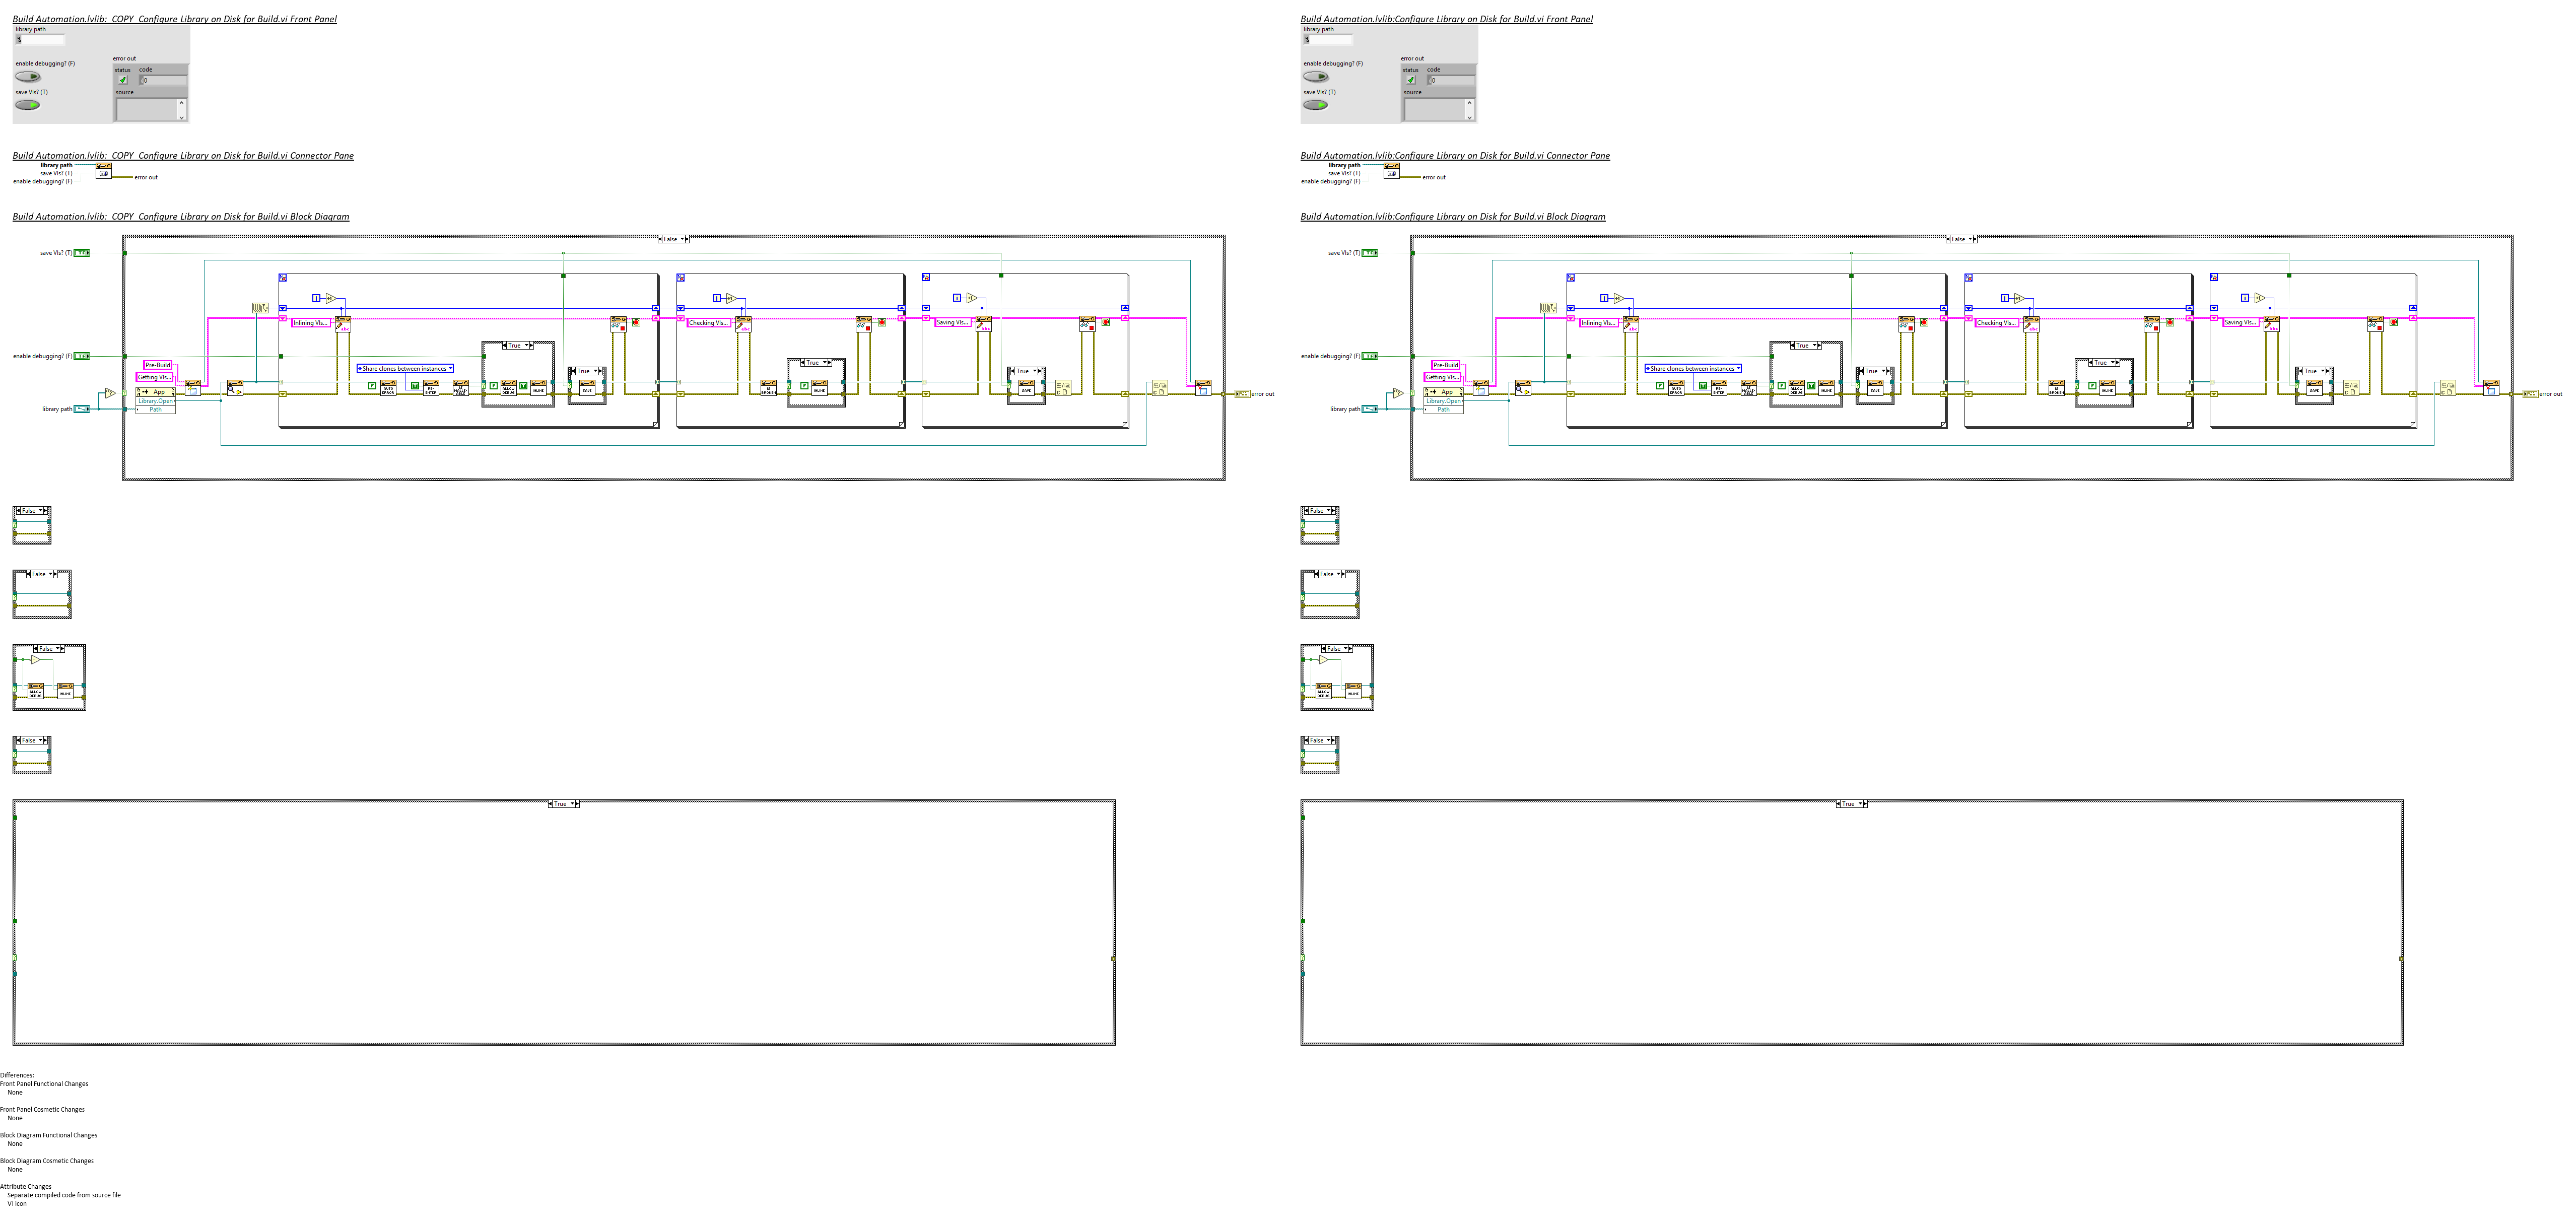 Build Automation.lvlib:_COPY_Configure Library on Disk for Build.vi Front Panel
library path
enable debugging? (F)
error out
status code
0
save VIs? (T)
source
Build Automation.lvlib:_COPY_Configure Library on Disk for Build.vi Connector Pane
library path
save VIs? (T)
enable debugging? (F)
error out
Build Automation.lvlib:_COPY_Configure Library on Disk for Build.vi Block Diagram
False
save VIs? (T)
Inlining VIs...
Checking VIs...
Saving VIs...
True
enable debugging? (F)
Pre-Build
Getting VIs...
Share clones between instances
True
True
True
App
Library.Open
library path
Path
error out
False
False
False
ALLOW
DEBUG
INLINE
False
True
Build Automation.lvlib:Configure Library on Disk for Build.vi Front Panel
library path
enable debugging? (F)
error out
status code
0
save VIs? (T)
source
Build Automation.lvlib:Configure Library on Disk for Build.vi Connector Pane
library path
save VIs? (T)
enable debugging? (F)
error out
Build Automation.lvlib:Configure Library on Disk for Build.vi Block Diagram
False
save VIs? (T)
Inlining VIs...
Checking VIs...
Saving VIs...
True
enable debugging? (F)
Pre-Build
Getting VIs...
Share clones between instances
True
True
True
App
Library.Open
library path
Path
error out
False
False
False
ALLOW
DEBUG
INLINE
False
True
Differences:
Front Panel Functional Changes
None
Front Panel Cosmetic Changes
None
Block Diagram Functional Changes
None
Block Diagram Cosmetic Changes
None
Attribute Changes
Separate compiled code from source file
VI icon